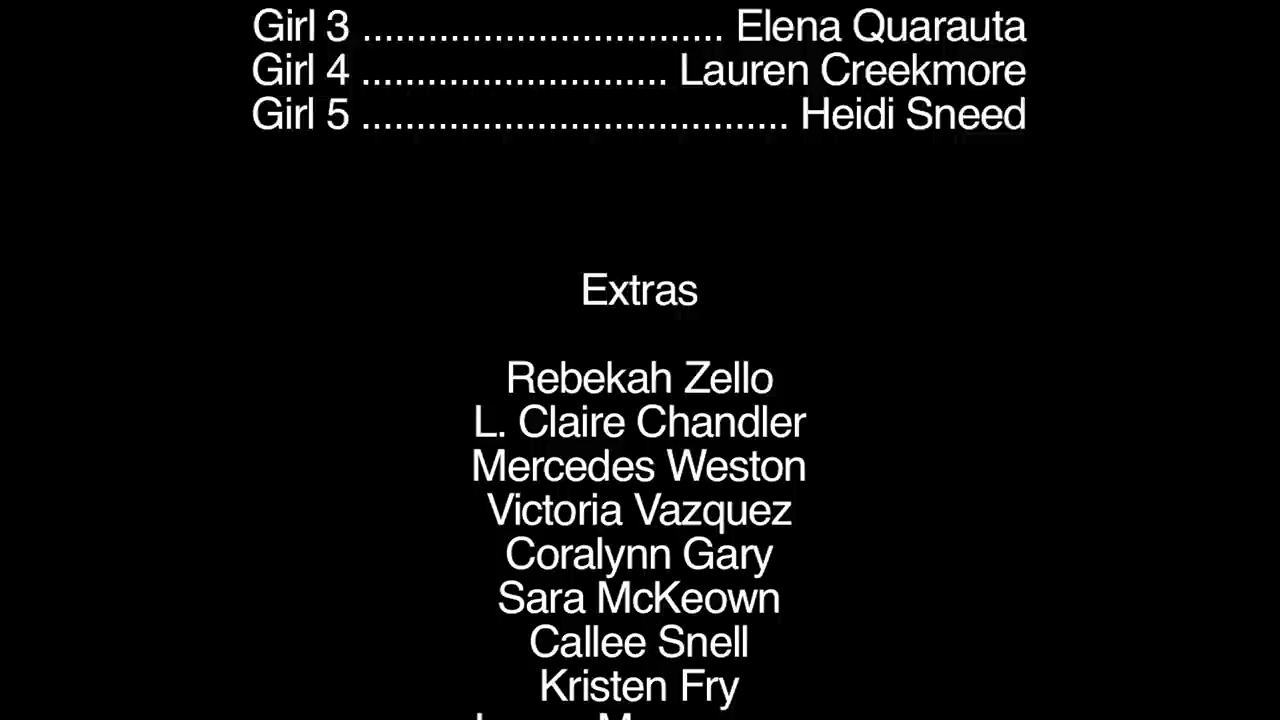 Girl 3 ................................. Elena Quarauta
Girl 4 ............................ Lauren Creekmore
Girl 5 ....................................... Heidi Sneed
Extras
Rebekah Zello
L. Claire Chandler
Mercedes Weston
Victoria Vazquez
Coralynn Gary
Sara McKeown
Callee Snell
Kristen Fry